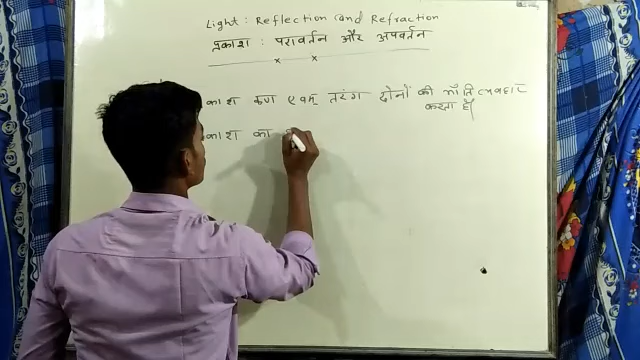 Light: Reflection and Refraction
प्रकाश : परावर्तन और अपवर्तन
काश कण एवम् तरंग दोनों की भाँति व्यवहार
करता है।
काश का